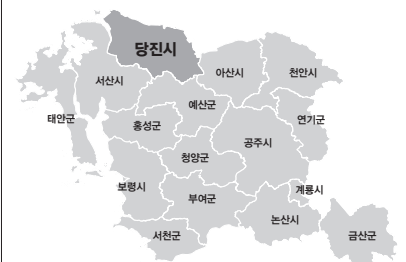 당진시
서산시
아산시
천안시
예산군
태안군
홍성군
연기군
공주시
청양군
보령시
계룡시
부여군
논산시
서천군
금산군